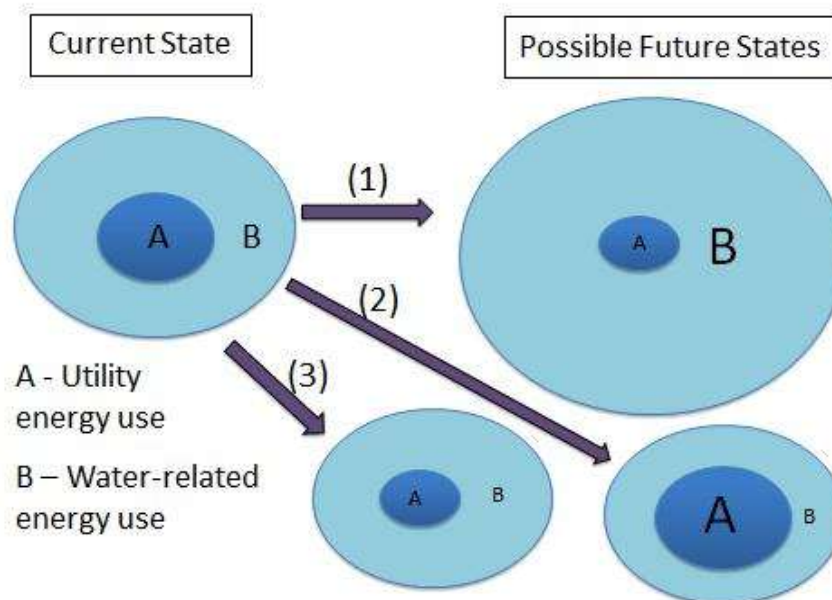 Current State
Possible Future States
(1)
A
B
A
B
(2)
(3)
A - Utility
energy use
B – Water-related
energy use
A
B
A
B